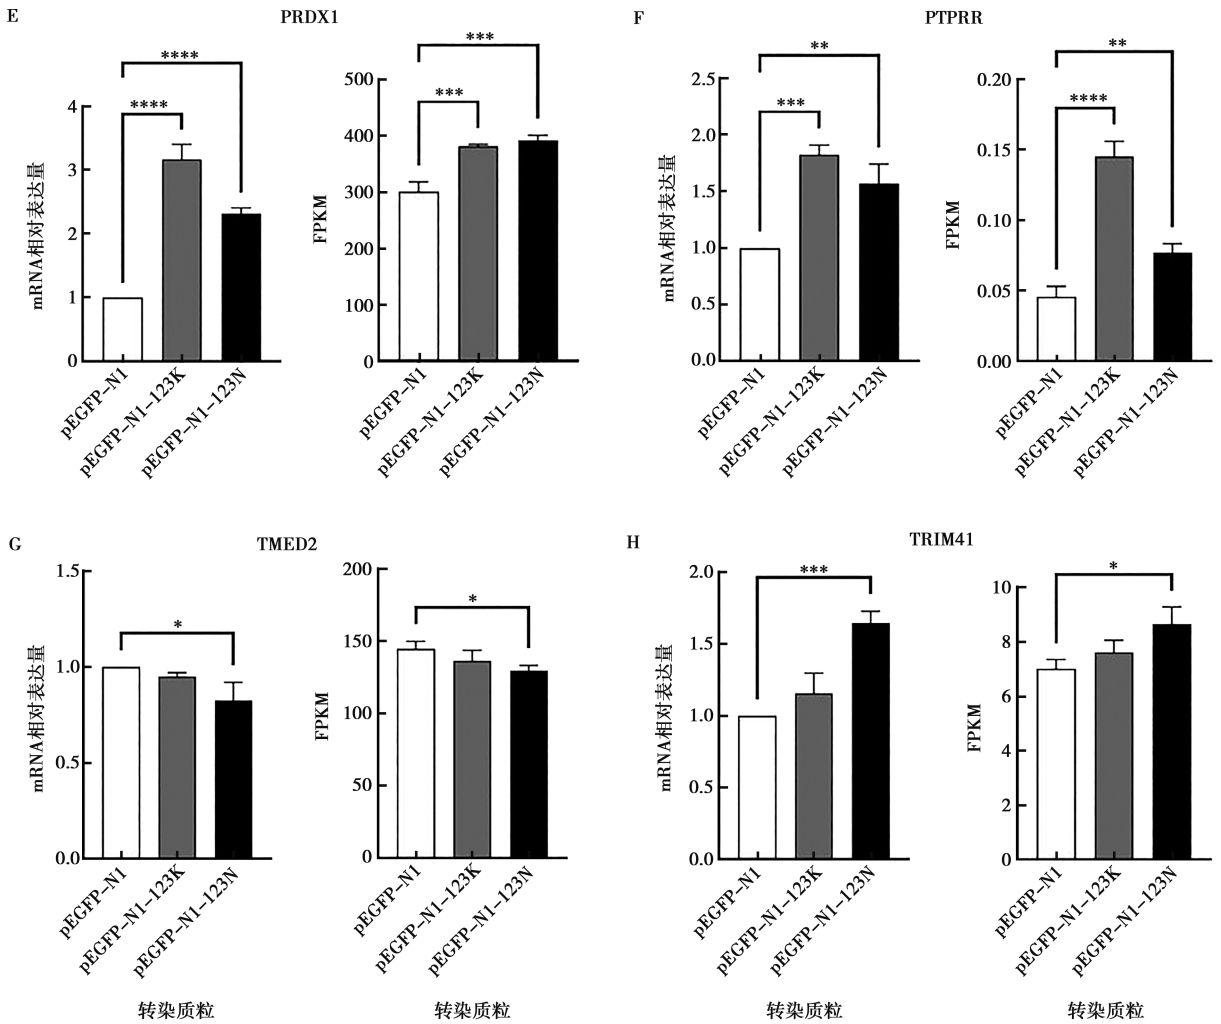 E
PRDX1
mRNA相对表达量
4
3
2
1
0
****
****
pEGFP-N1
pEGFP-N1-123K
pEGFP-N1-123N
FPKM
500
400
300
200
100
0
***
***
pEGFP-N1
pEGFP-N1-123K
pEGFP-N1-123N
F
PTPRR
mRNA相对表达量
2.5
2.0
1.5
1.0
0.5
0.0
**
***
pEGFP-N1
pEGFP-N1-123K
pEGFP-N1-123N
FPKM
0.20
0.15
0.10
0.05
0.00
**
****
pEGFP-N1
pEGFP-N1-123K
pEGFP-N1-123N
G
TMED2
mRNA相对表达量
1.5
1.0
0.5
0.0
*
pEGFP-N1
pEGFP-N1-123K
pEGFP-N1-123N
转染质粒
FPKM
200
150
100
50
0
*
pEGFP-N1
pEGFP-N1-123K
pEGFP-N1-123N
转染质粒
H
TRIM41
mRNA相对表达量
2.0
1.5
1.0
0.5
0.0
***
pEGFP-N1
pEGFP-N1-123K
pEGFP-N1-123N
转染质粒
FPKM
10
8
6
4
2
0
*
pEGFP-N1
pEGFP-N1-123K
pEGFP-N1-123N
转染质粒